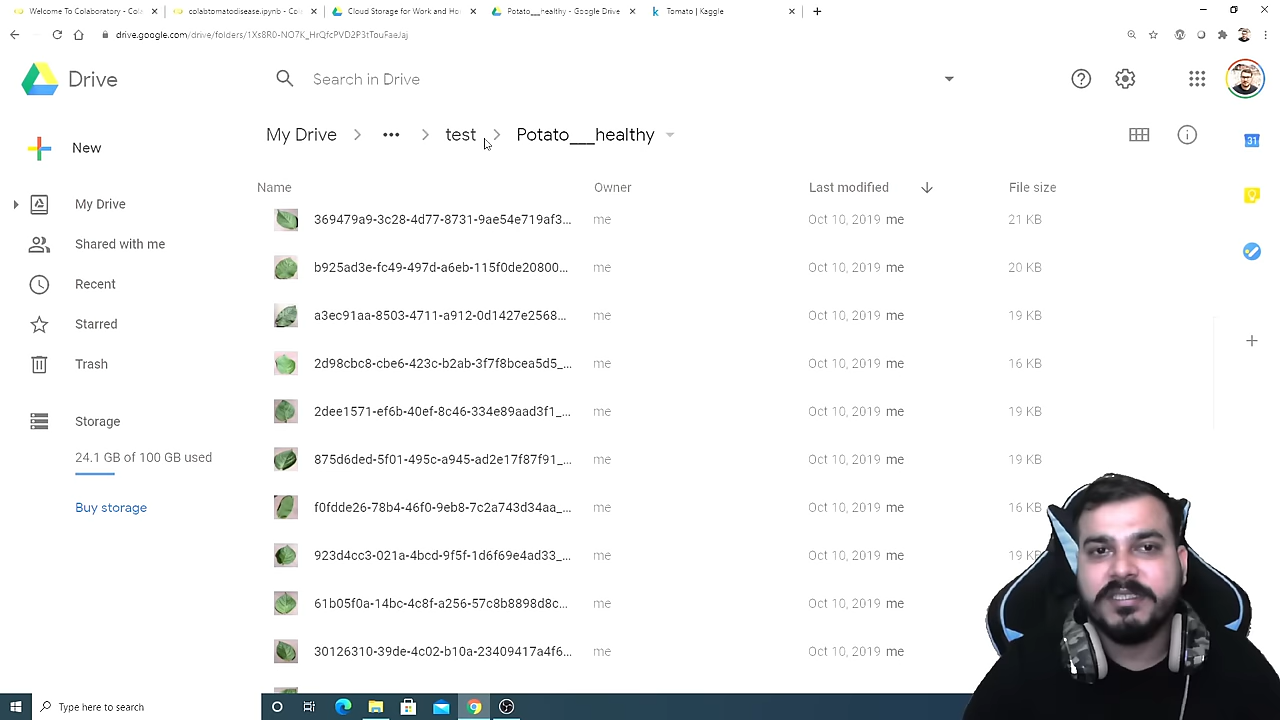 Welcome To Colaboratory - Cola
colabtomatodisease.ipynb - Cola
Cloud Storage for Work and Ho
Potato___healthy - Google Drive
Tomato | Kaggle
drive.google.com/drive/folders/1Xs8R0-NO7K_HrQfcPVD2P3tTouFaeJaj
Drive
Search in Drive
New
My Drive
Shared with me
Recent
Starred
Trash
Storage
24.1 GB of 100 GB used
Buy storage
My Drive > ••• > test > Potato___healthy
Name Owner Last modified File size
369479a9-3c28-4d77-8731-9ae54e719af3... me Oct 10, 2019 me 21 KB
b925ad3e-fc49-497d-a6eb-115f0de20800... me Oct 10, 2019 me 20 KB
a3ec91aa-8503-4711-a912-0d1427e2568... me Oct 10, 2019 me 19 KB
2d98cbc8-cbe6-423c-b2ab-3f7f8bcea5d5_... me Oct 10, 2019 me 16 KB
2dee1571-ef6b-40ef-8c46-334e89aad3f1_... me Oct 10, 2019 me 19 KB
875d6ded-5f01-495c-a945-ad2e17f87f91_... me Oct 10, 2019 me 19 KB
f0fdde26-78b4-46f0-9eb8-7c2a743d34aa_... me Oct 10, 2019 me 16 KB
923d4cc3-021a-4bcd-9f5f-1d6f69e4ad33_... me Oct 10, 2019 me 19 KB
61b05f0a-14bc-4c9f-a256-57c8b8898d8c... me Oct 10, 2019 me
30126310-39de-4c02-b10a-23409417a4f6... me Oct 10, 2019 me
31
Type here to search